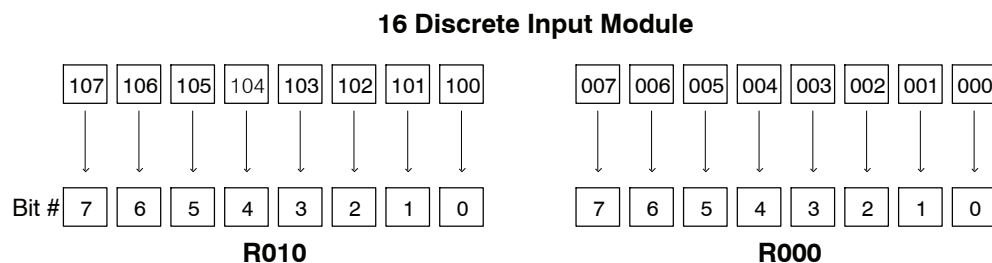 16 Discrete Input Module
107 106 105 104 103 102 101 100 007 006 005 004 003 002 001 000
Bit # 7 6 5 4 3 2 1 0 7 6 5 4 3 2 1 0
R010 R000